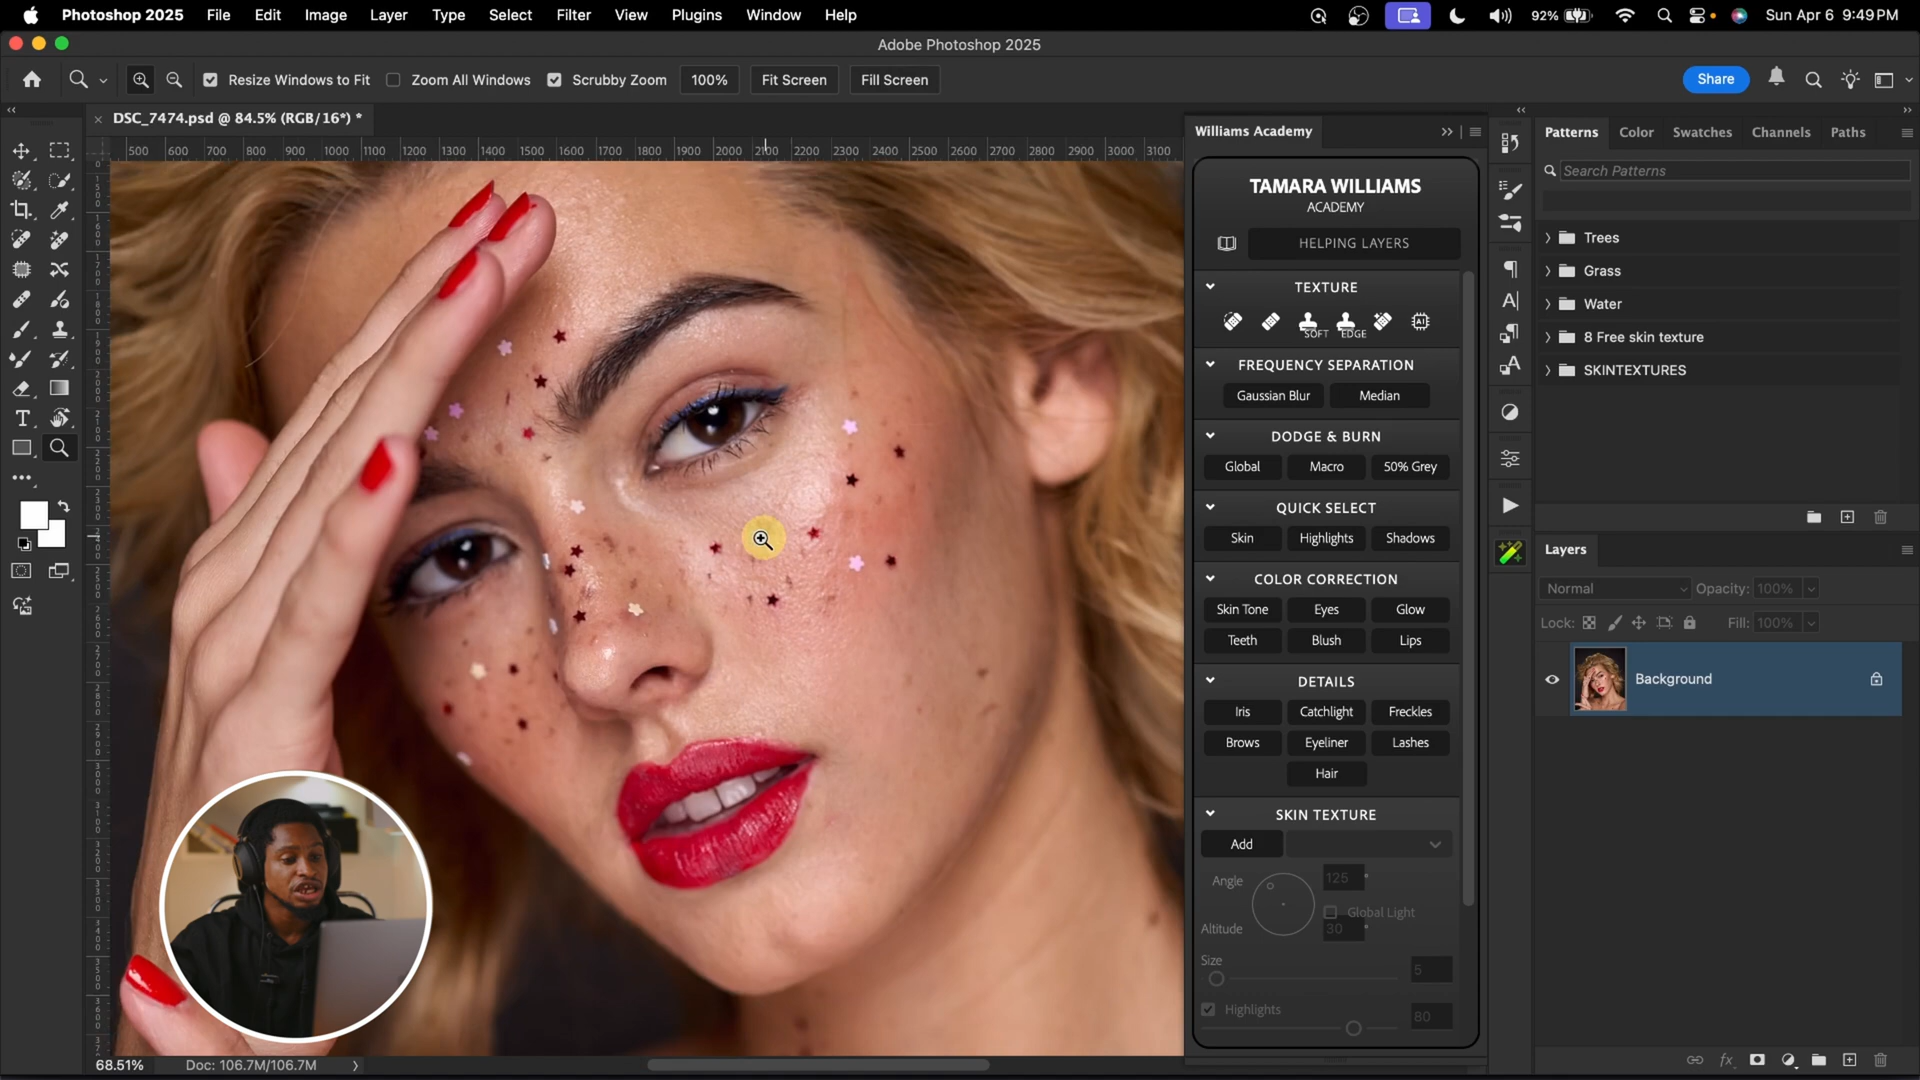 Photoshop 2025 File Edit Image Layer Type Select Filter View Plugins Window Help 92% Sun Apr 6 9:49 PM
Adobe Photoshop 2025
Resize Windows to Fit Zoom All Windows Scrubby Zoom 100% Fit Screen Fill Screen Share
DSC_7474.psd @ 84.5% (RGB/16*) *
500 600 700 800 900 1000 1100 1200 1300 1400 1500 1600 1700 1800 1900 2000 2100 2200 2300 2400 2500 2600 2700 2800 2900 3000 3100
Williams Academy
TAMARA WILLIAMS
ACADEMY
HELPING LAYERS
TEXTURE
SOFT EDGE AI
FREQUENCY SEPARATION
Gaussian Blur Median
DODGE & BURN
Global Macro 50% Grey
QUICK SELECT
Skin Highlights Shadows
COLOR CORRECTION
Skin Tone Eyes Glow
Teeth Blush Lips
DETAILS
Iris Catchlight Freckles
Brows Eyeliner Lashes
Hair
SKIN TEXTURE
Add
Angle 125 °
Global Light
Altitude 30 °
Size 5
Highlights 80
Patterns Color Swatches Channels Paths
Search Patterns
Trees
Grass
Water
8 Free skin texture
SKINTEXTURES
Layers
Normal Opacity: 100%
Lock: Fill: 100%
Background
fx
68.51% Doc: 106.7M/106.7M